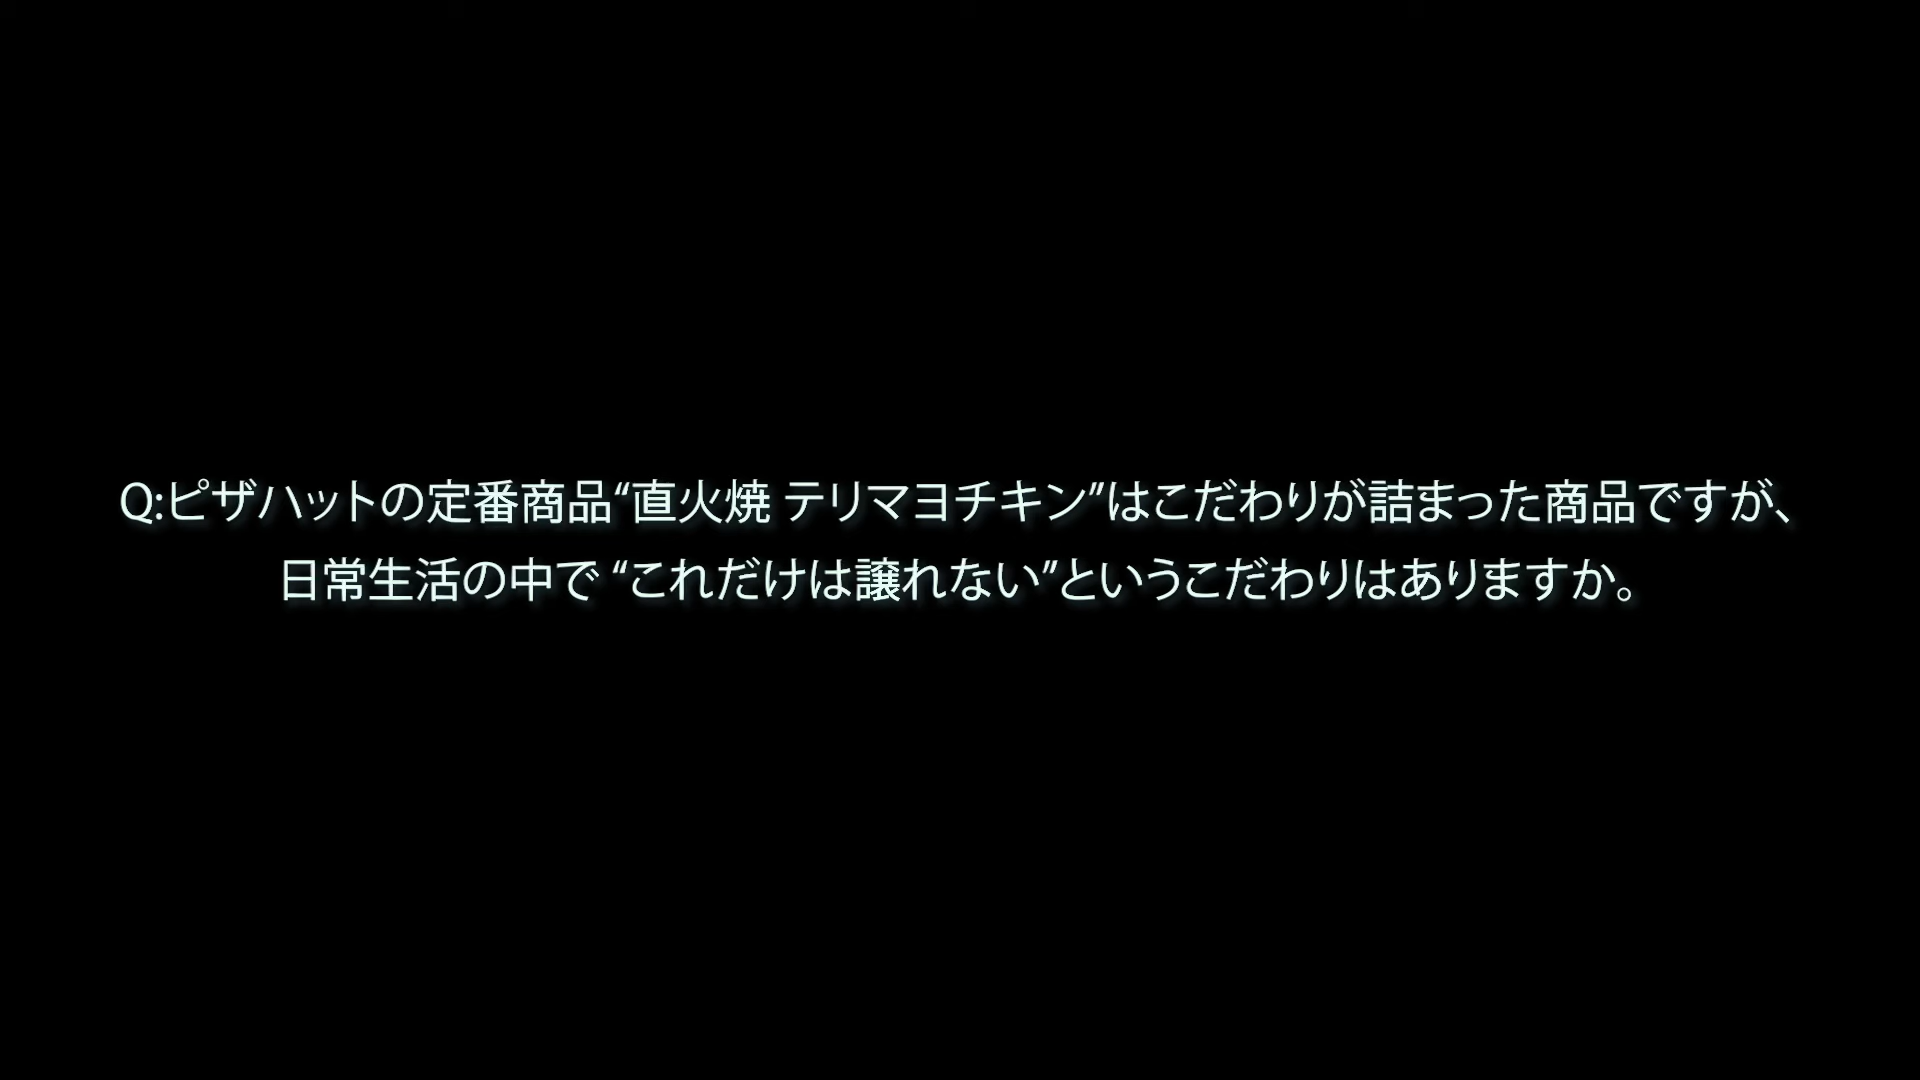 Q:ピザハットの定番商品“直火焼 テリマヨチキン”はこだわりが詰まった商品ですが、
日常生活の中で “これだけは譲れない”というこだわりはありますか。